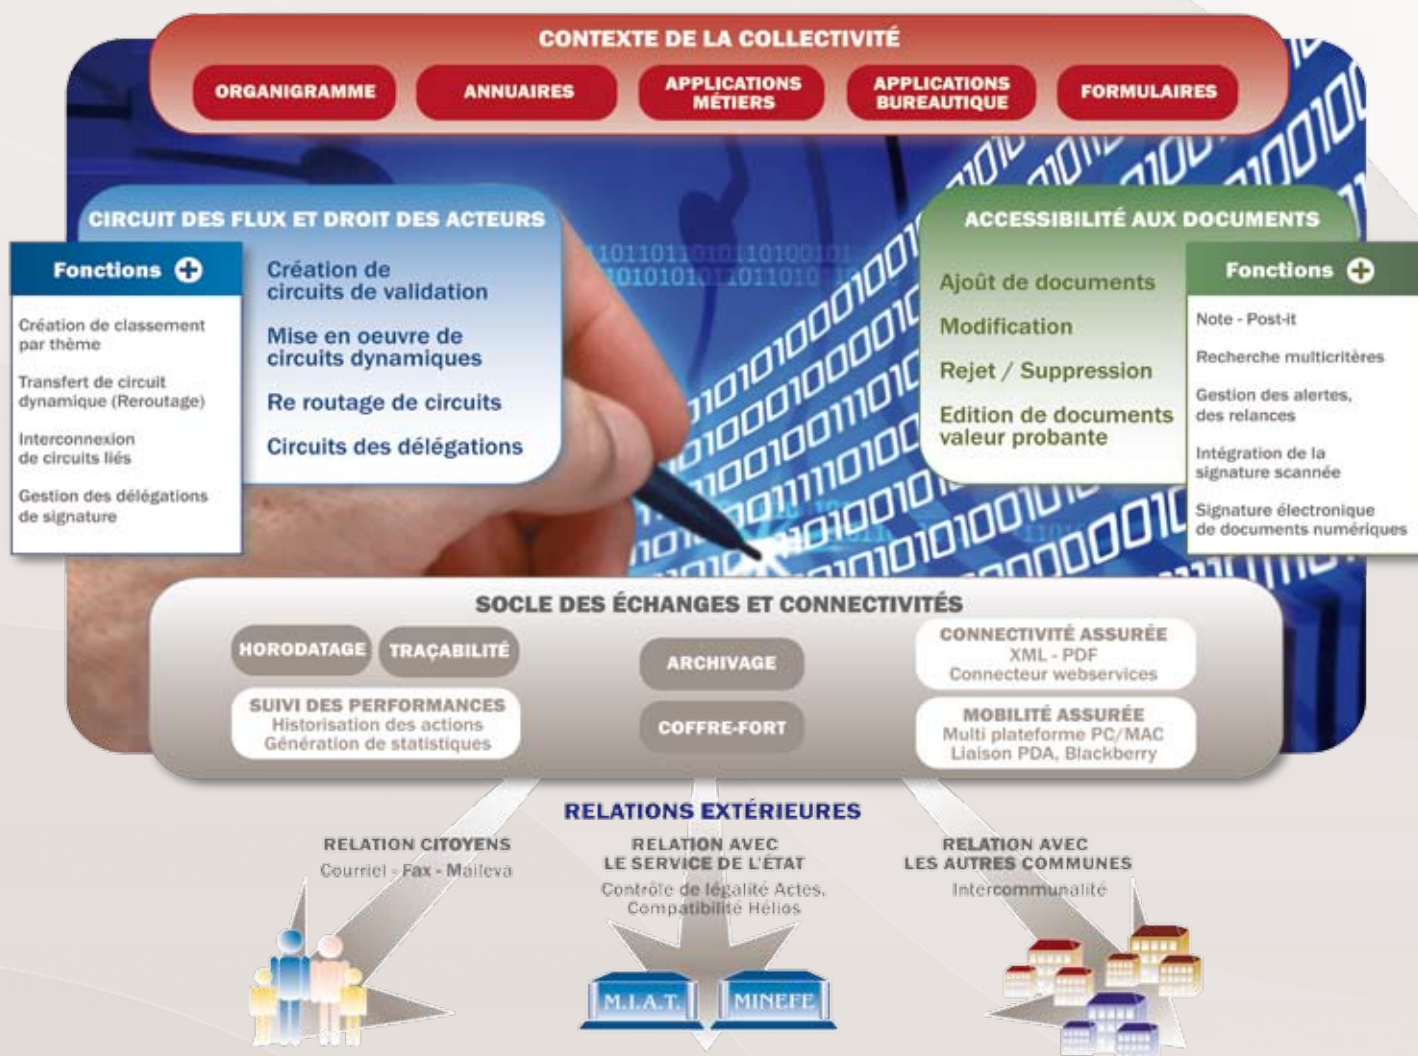 CONTEXTE DE LA COLLECTIVITÉ
ORGANIGRAMME
ANNUAIRES
APPLICATIONS
MÉTIERS
APPLICATIONS
BUREAUTIQUE
FORMULAIRES
CIRCUIT DES FLUX ET DROIT DES ACTEURS
Fonctions +
Création de classement
par thème
Transfert de circuit
dynamique (Reroutage)
Interconnexion
de circuits liés
Gestion des délégations
de signature
Création de
circuits de validation
Mise en oeuvre de
circuits dynamiques
Re routage de circuits
Circuits des délégations
ACCESSIBILITÉ AUX DOCUMENTS
Ajoût de documents
Modification
Rejet / Suppression
Edition de documents
valeur probante
Fonctions +
Note - Post-it
Recherche multicritères
Gestion des alertes,
des relances
Intégration de la
signature scannée
Signature électronique
de documents numériques
SOCLE DES ÉCHANGES ET CONNECTIVITÉS
HORODATAGE
TRAÇABILITÉ
SUIVI DES PERFORMANCES
Historisation des actions
Génération de statistiques
ARCHIVAGE
COFFRE-FORT
CONNECTIVITÉ ASSURÉE
XML - PDF
Connecteur webservices
MOBILITÉ ASSURÉE
Multi plateforme PC/MAC
Liaison PDA, Blackberry
RELATIONS EXTÉRIEURES
RELATION CITOYENS
Courriel - Fax - Maileva
RELATION AVEC
LE SERVICE DE L'ÉTAT
Contrôle de légalité Actes,
Compatibilité Hélios
RELATION AVEC
LES AUTRES COMMUNES
Intercommunalité
M.I.A.T.
MINEFE